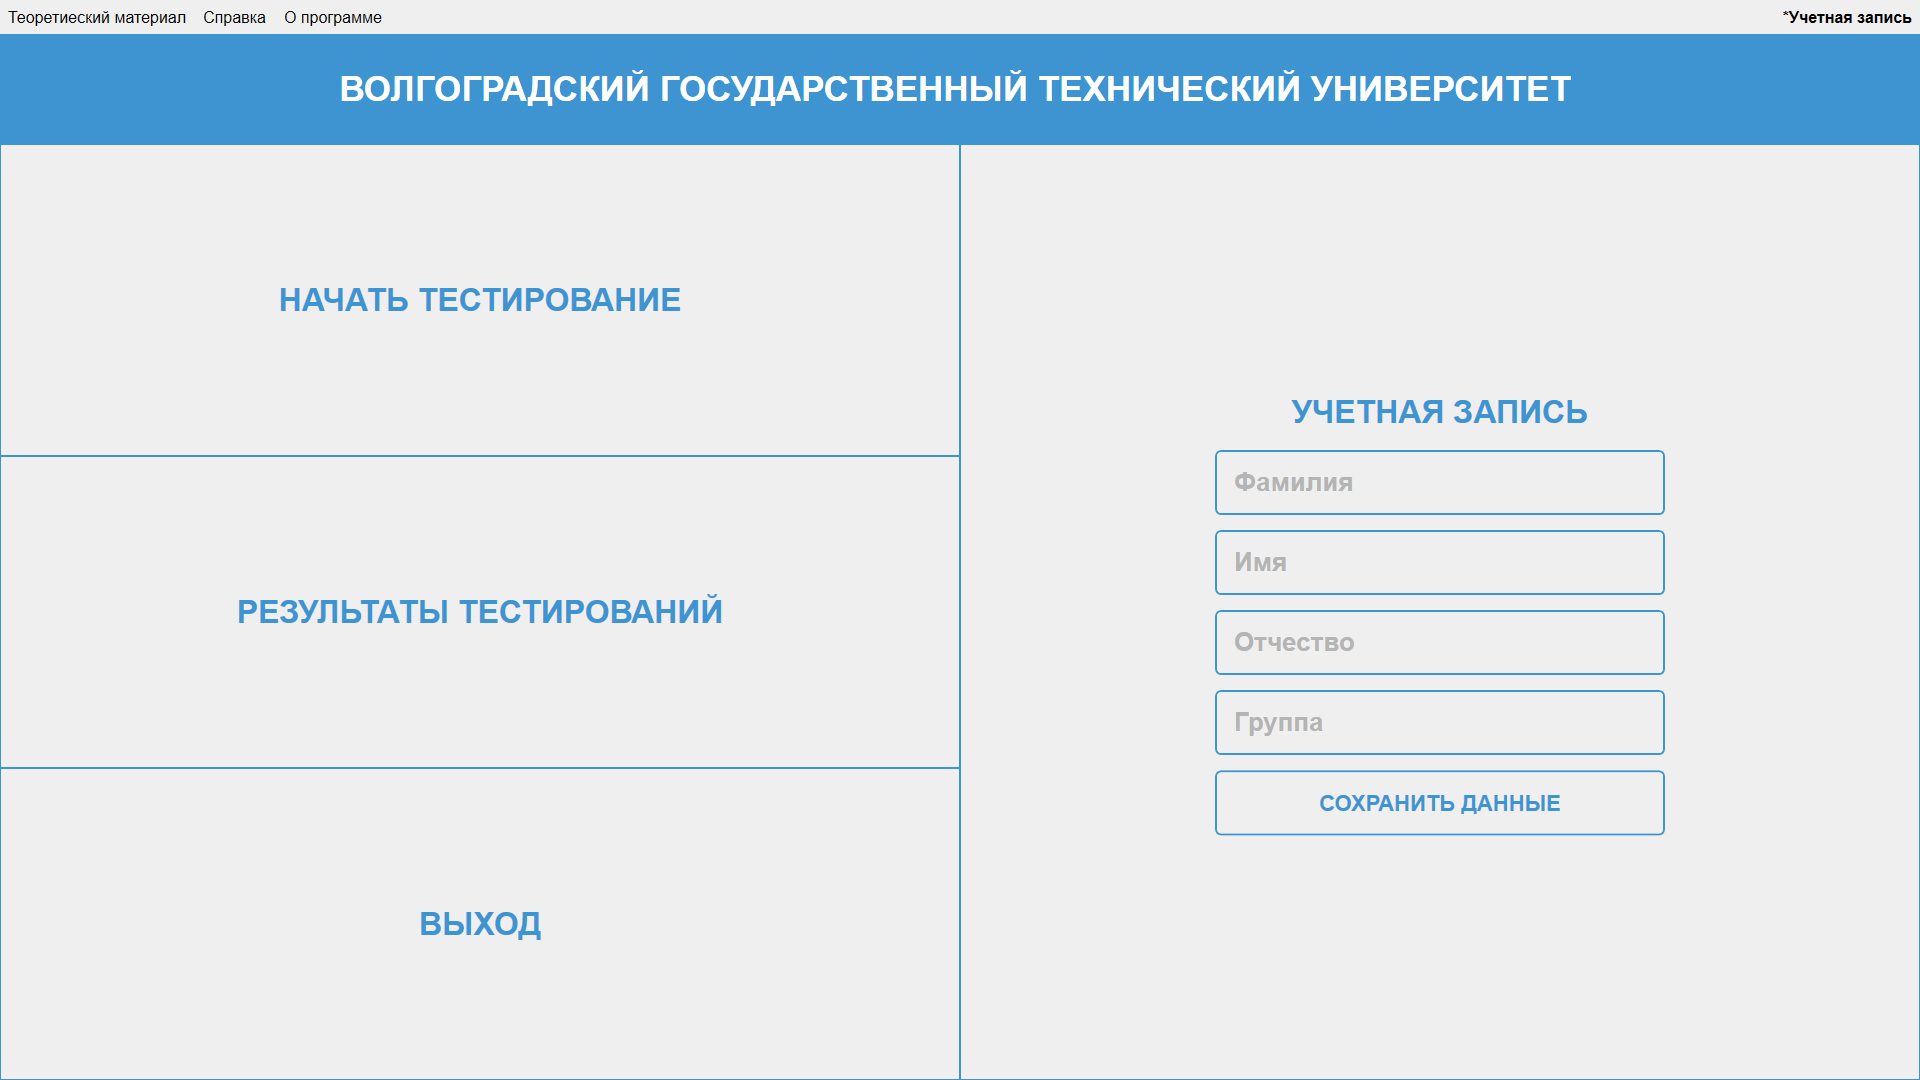 Теоретиеский материал Справка О программе *Учетная запись
ВОЛГОГРАДСКИЙ ГОСУДАРСТВЕННЫЙ ТЕХНИЧЕСКИЙ УНИВЕРСИТЕТ
НАЧАТЬ ТЕСТИРОВАНИЕ
РЕЗУЛЬТАТЫ ТЕСТИРОВАНИЙ
ВЫХОД
УЧЕТНАЯ ЗАПИСЬ
Фамилия
Имя
Отчество
Группа
СОХРАНИТЬ ДАННЫЕ